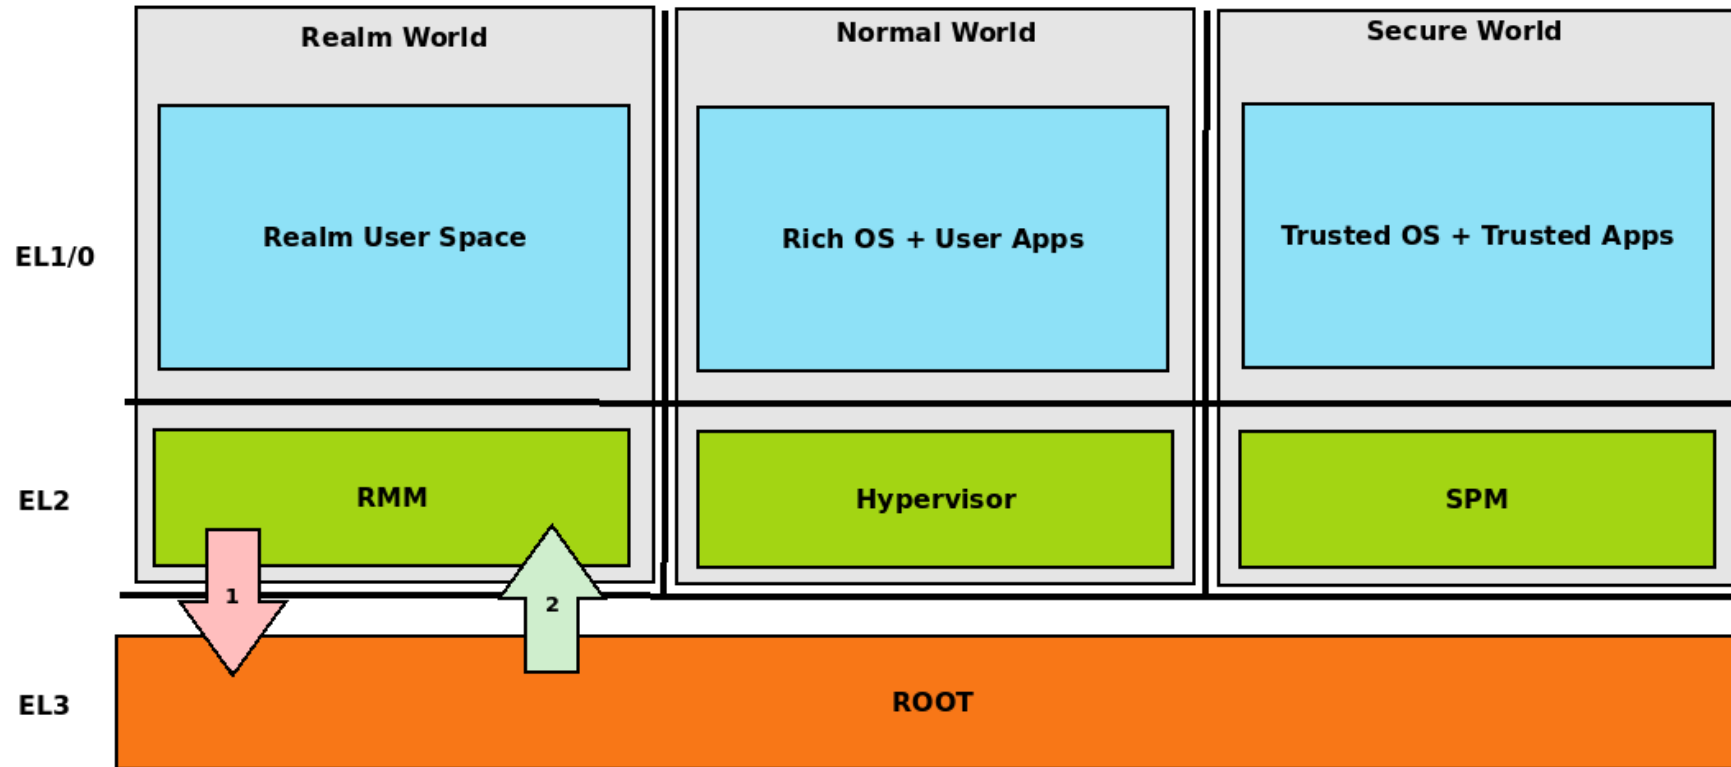 Realm World
Normal World
Secure World
EL1/0
Realm User Space
Rich OS + User Apps
Trusted OS + Trusted Apps
EL2
RMM
Hypervisor
SPM
1
2
EL3
ROOT